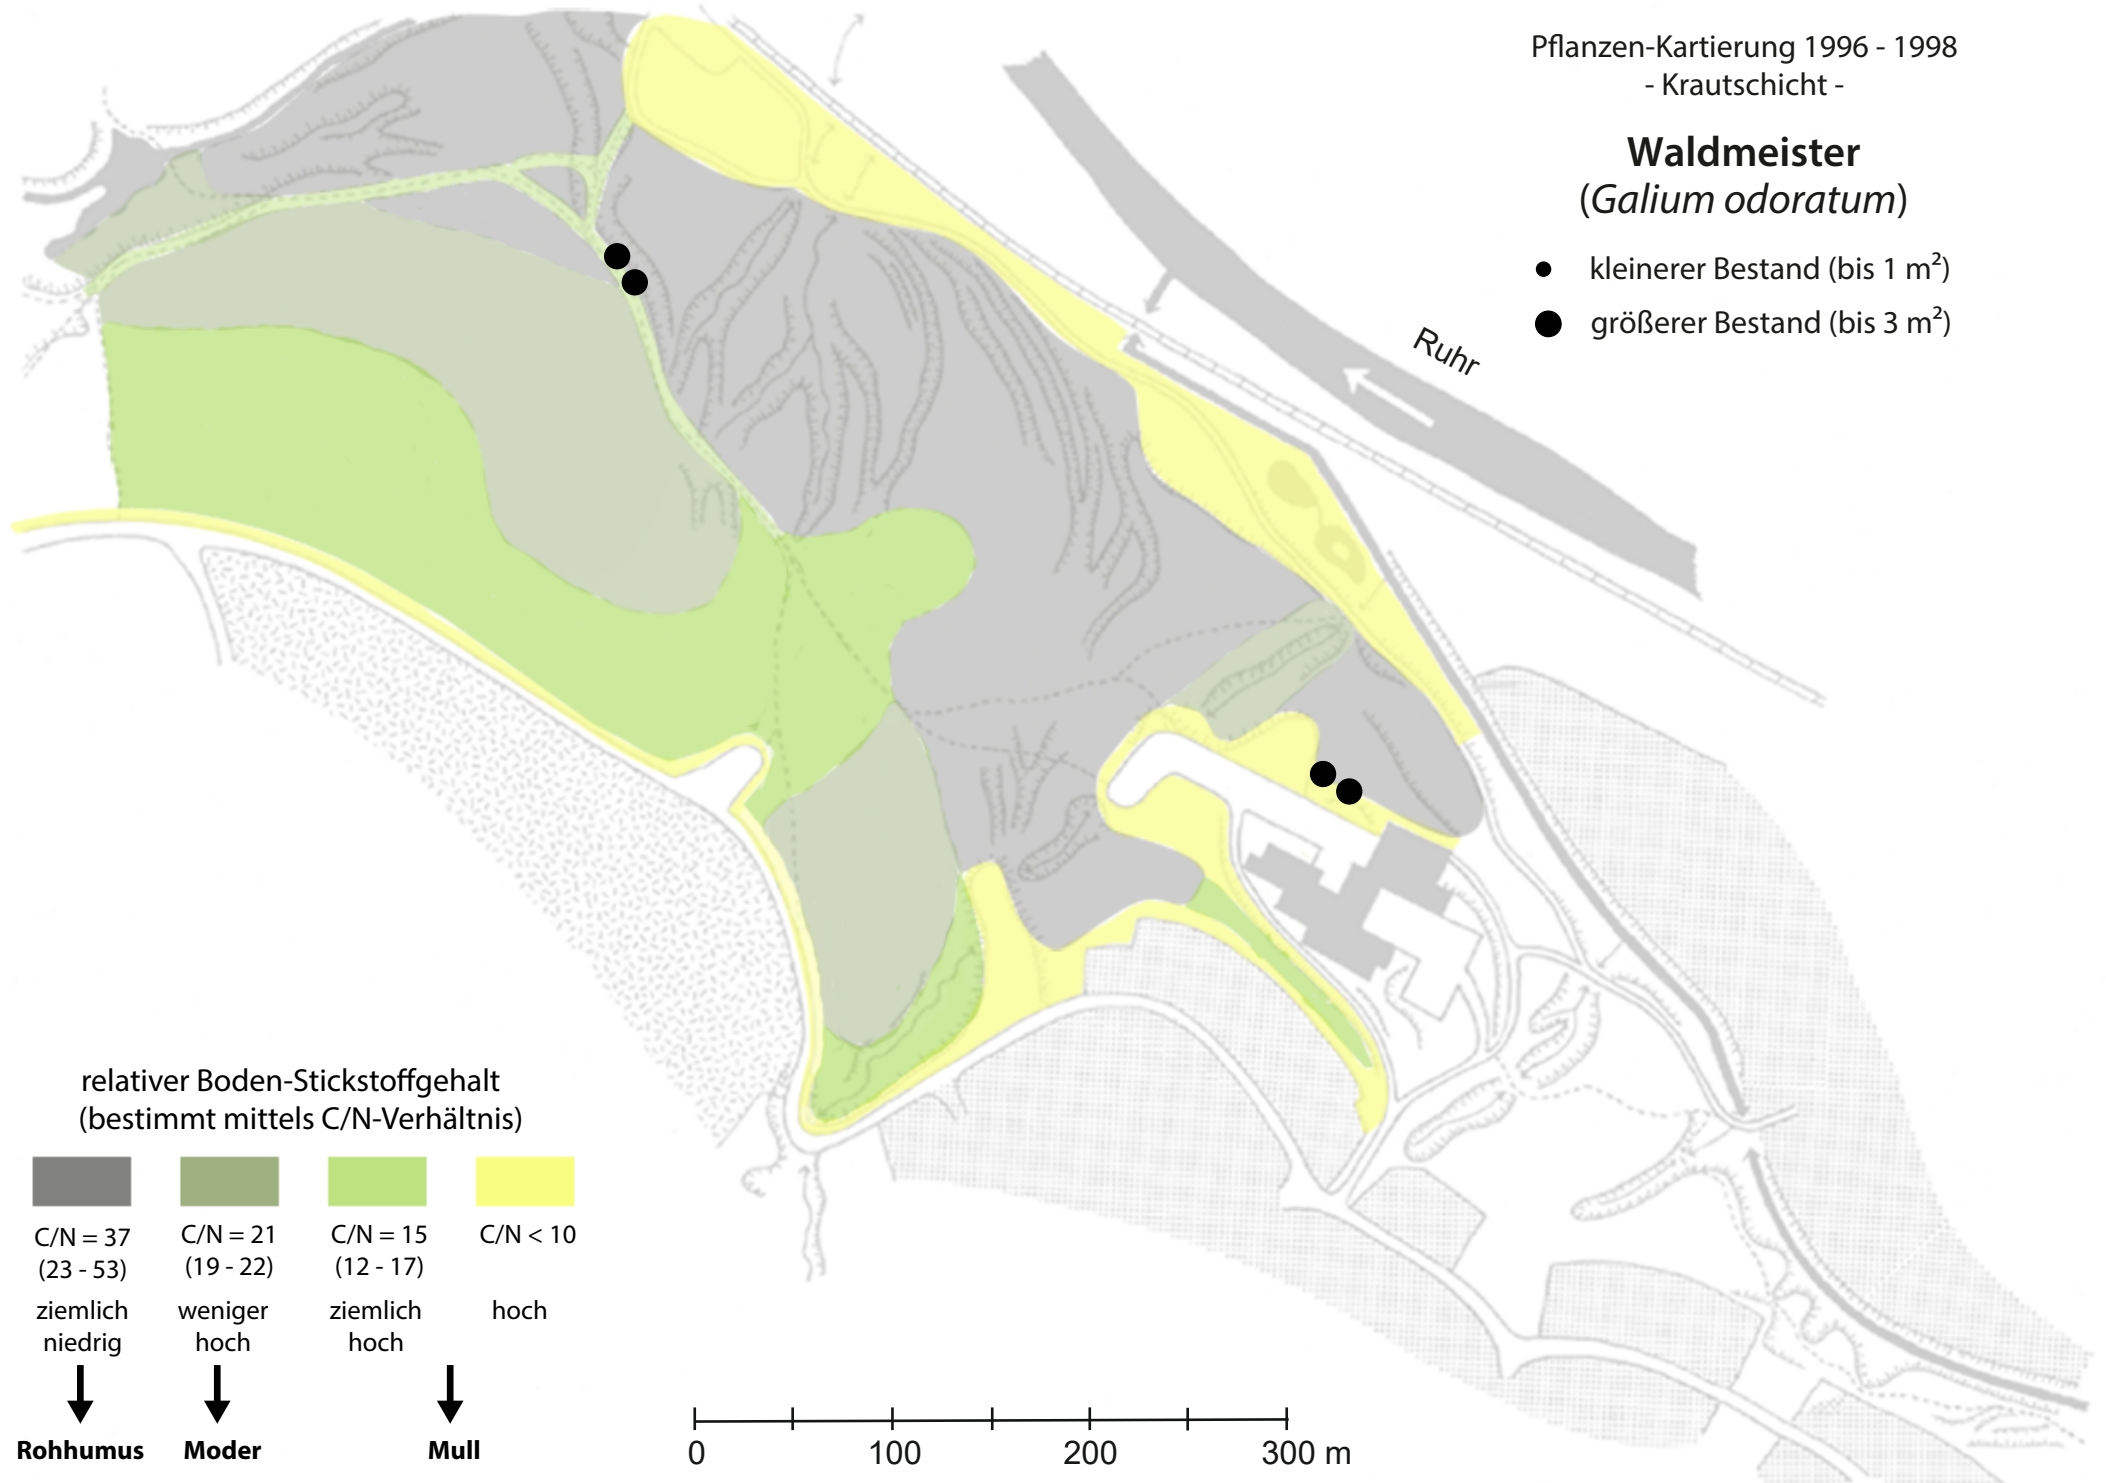 Pflanzen-Kartierung 1996 - 1998
- Krautschicht -
Waldmeister
(Galium odoratum)
kleinerer Bestand (bis 1 m²)
größerer Bestand (bis 3 m²)
Ruhr
relativer Boden-Stickstoffgehalt
(bestimmt mittels C/N-Verhältnis)
C/N = 37 C/N = 21 C/N = 15 C/N < 10
(23 - 53) (19 - 22) (12 - 17)
ziemlich weniger ziemlich hoch
niedrig hoch hoch
Rohhumus Moder Mull
0 100 200 300 m